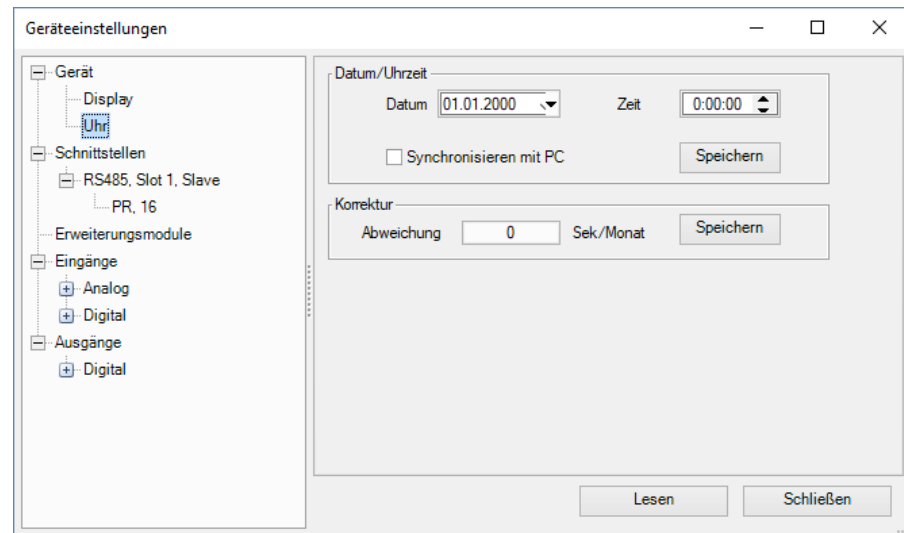 Geräteeinstellungen
Gerät
Display
Uhr
Schnittstellen
RS485, Slot 1, Slave
PR, 16
Erweiterungsmodule
Eingänge
Analog
Digital
Ausgänge
Digital
Datum/Uhrzeit
Datum 01.01.2000 Zeit 0:00:00
Synchronisieren mit PC Speichern
Korrektur
Abweichung 0 Sek/Monat Speichern
Lesen Schließen